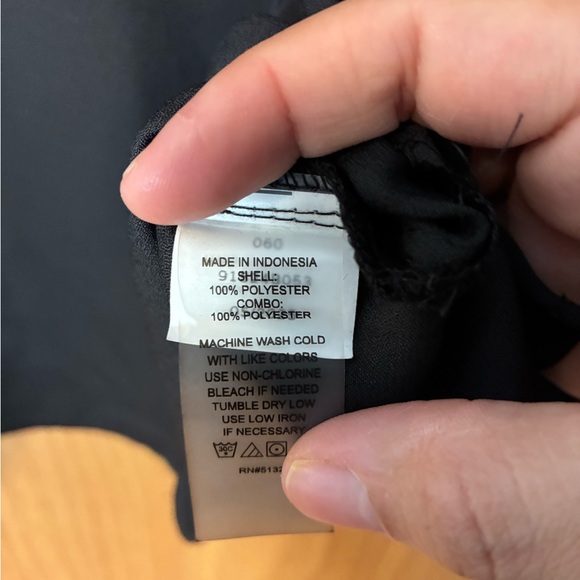 060
MADE IN INDONESIA
SHELL:
100% POLYESTER
COMBO:
100% POLYESTER
MACHINE WASH COLD
WITH LIKE COLORS
USE NON-CHLORINE
BLEACH IF NEEDED
TUMBLE DRY LOW
USE LOW IRON
IF NECESSARY
30C